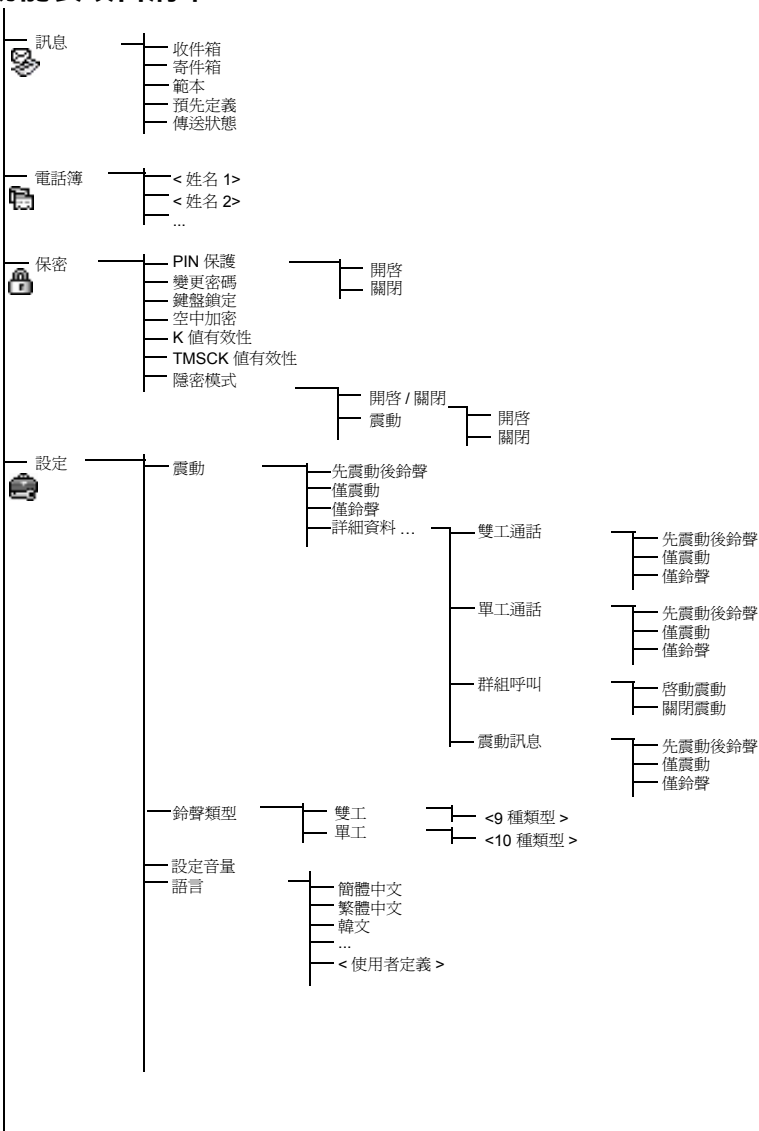 訊息
收件箱
寄件箱
範本
預先定義
傳送狀態
電話簿
< 姓名 1>
< 姓名 2>
...
保密
PIN 保護
開啓
關閉
變更密碼
鍵盤鎖定
空中加密
K 值有效性
TMSCK 值有效性
隱密模式
開啓 / 關閉
震動
開啓
關閉
設定
震動
先震動後鈴聲
僅震動
僅鈴聲
詳細資料 ...
雙工通話
先震動後鈴聲
僅震動
僅鈴聲
單工通話
先震動後鈴聲
僅震動
僅鈴聲
群組呼叫
啓動震動
關閉震動
震動訊息
先震動後鈴聲
僅震動
僅鈴聲
鈴聲類型
雙工
<9 種類型 >
單工
<10 種類型 >
設定音量
語言
簡體中文
繁體中文
韓文
...
< 使用者定義 >